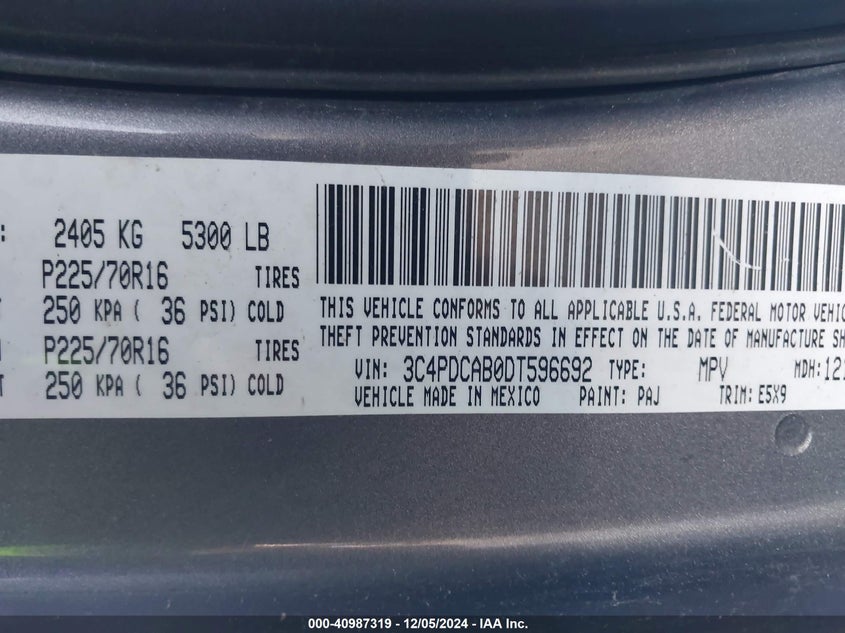 : 2405 KG 5300 LB
P225/70R16 TIRES
250 KPA ( 36 PSI) COLD
P225/70R16 TIRES
250 KPA ( 36 PSI) COLD
THIS VEHICLE CONFORMS TO ALL APPLICABLE U.S.A. FEDERAL MOTOR VEHIC
THEFT PREVENTION STANDARDS IN EFFECT ON THE DATE OF MANUFACTURE SH
VIN: 3C4PDCAB0DT596692 TYPE: MPV MDH:121
VEHICLE MADE IN MEXICO PAINT: PAJ TRIM: E5X9
000-40987319 - 12/05/2024 - IAA Inc.